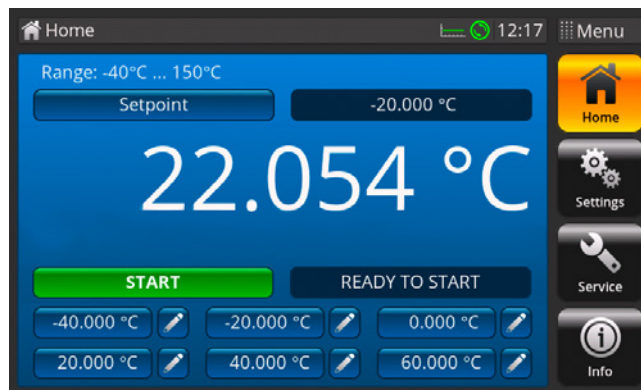 Home 12:17 Menu
Range: -40°C ... 150°C
Setpoint -20.000 °C
Home
22.054 °C
Settings
START READY TO START
Service
-40.000 °C -20.000 °C 0.000 °C
20.000 °C 40.000 °C 60.000 °C
Info